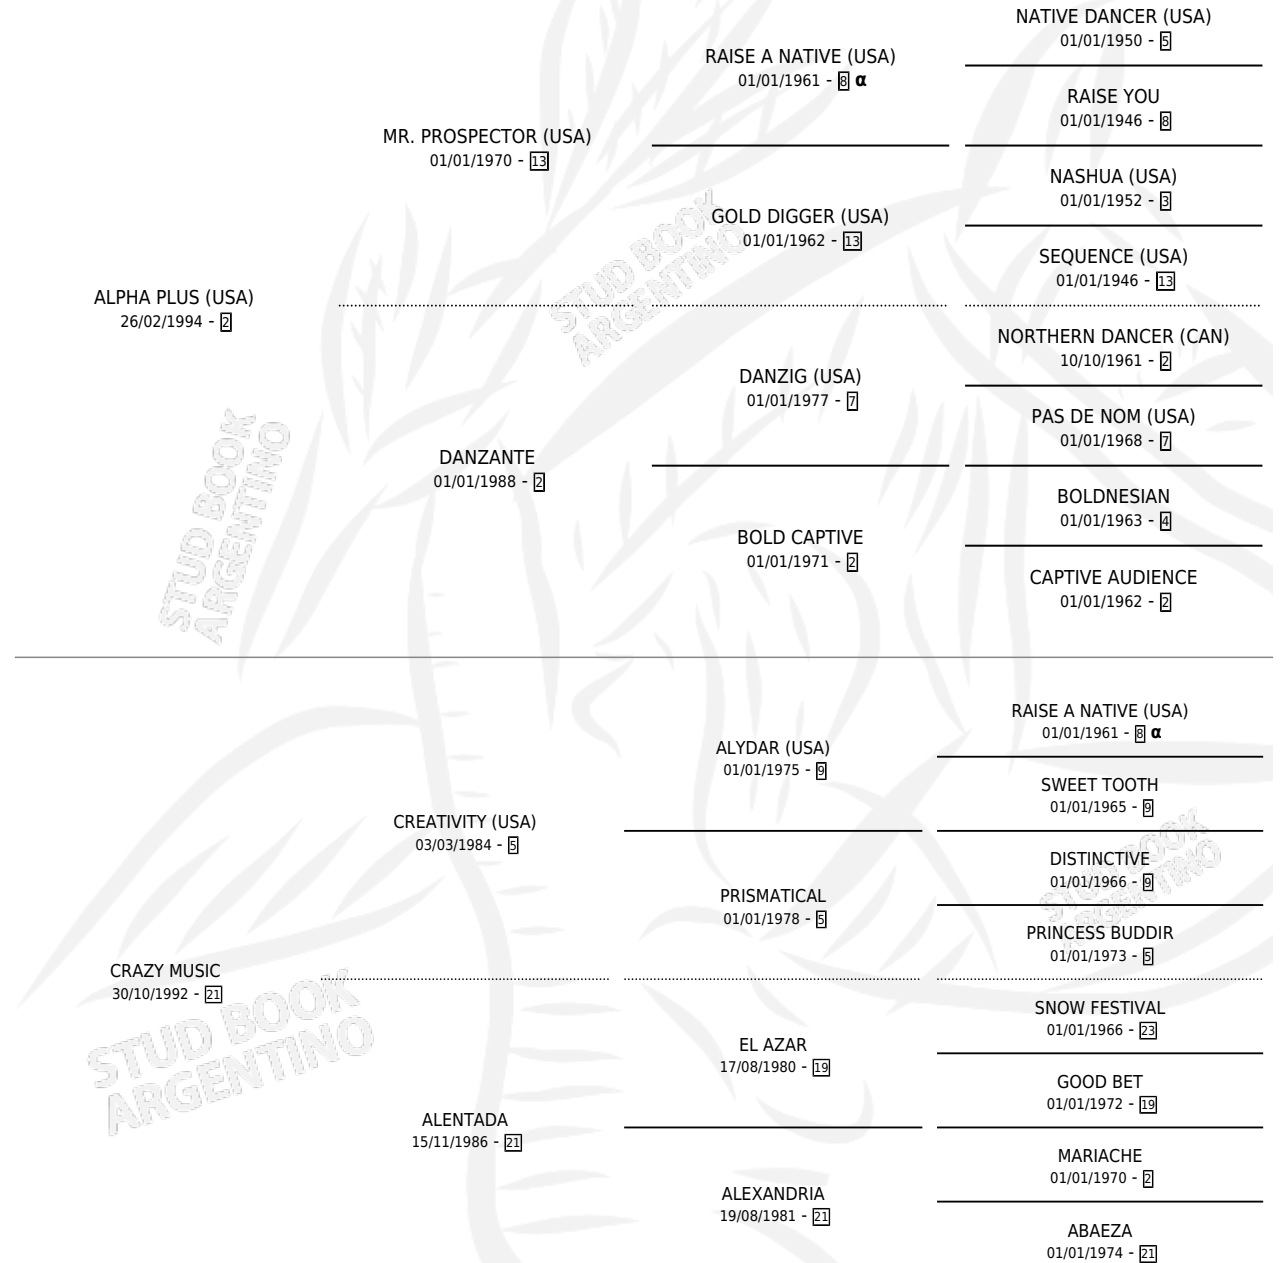 NATIVE DANCER (USA)
01/01/1950 - 5
RAISE A NATIVE (USA)
01/01/1961 - 8 α
RAISE YOU
01/01/1946 - 8
MR. PROSPECTOR (USA)
01/01/1970 - 13
NASHUA (USA)
01/01/1952 - 3
GOLD DIGGER (USA)
01/01/1962 - 13
SEQUENCE (USA)
01/01/1946 - 13
ALPHA PLUS (USA)
26/02/1994 - 2
NORTHERN DANCER (CAN)
10/10/1961 - 2
DANZIG (USA)
01/01/1977 - 7
PAS DE NOM (USA)
01/01/1968 - 7
DANZANTE
01/01/1988 - 2
BOLDNESIAN
01/01/1963 - 4
BOLD CAPTIVE
01/01/1971 - 2
CAPTIVE AUDIENCE
01/01/1962 - 2
RAISE A NATIVE (USA)
01/01/1961 - 8 α
ALYDAR (USA)
01/01/1975 - 9
SWEET TOOTH
01/01/1965 - 9
CREATIVITY (USA)
03/03/1984 - 5
DISTINCTIVE
01/01/1966 - 9
PRISMATICAL
01/01/1978 - 5
PRINCESS BUDDIR
01/01/1973 - 5
CRAZY MUSIC
30/10/1992 - 21
SNOW FESTIVAL
01/01/1966 - 23
EL AZAR
17/08/1980 - 19
GOOD BET
01/01/1972 - 19
ALENTADA
15/11/1986 - 21
MARIACHE
01/01/1970 - 2
ALEXANDRIA
19/08/1981 - 21
ABAEZA
01/01/1974 - 21
STUD BOOK
ARGENTINO
STUD BOOK
ARGENTINO
STUD BOOK
ARGENTINO
STUD BOOK
ARGENTINO